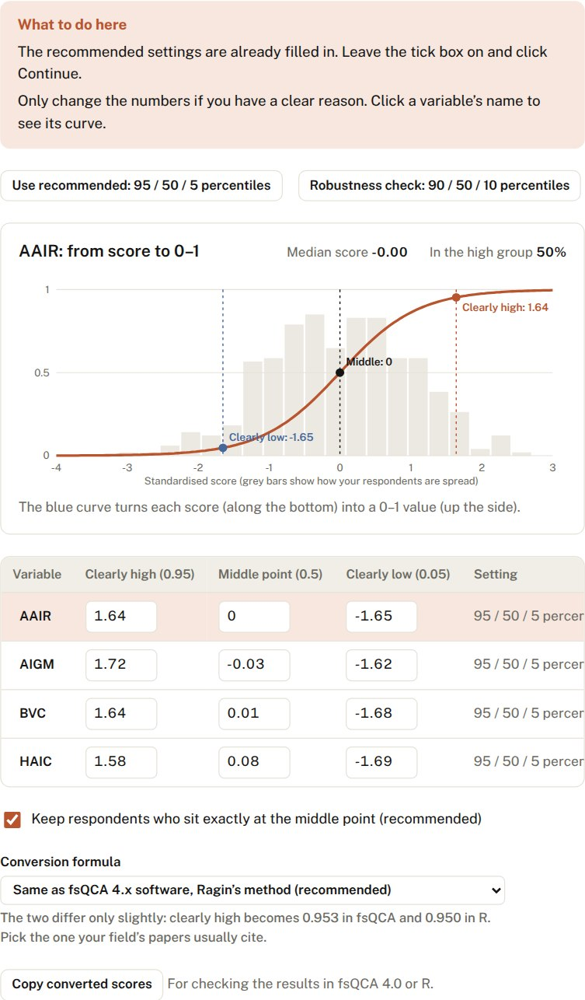 What to do here
The recommended settings are already filled in. Leave the tick box on and click
Continue.
Only change the numbers if you have a clear reason. Click a variable’s name to
see its curve.
Use recommended: 95 / 50 / 5 percentiles
Robustness check: 90 / 50 / 10 percentiles
AAIR: from score to 0–1
Median score -0.00
In the high group 50%
1
Clearly high: 1.64
Middle: 0
0.5
Clearly low: -1.65
0
-4 -3 -2 -1 0 1 2 3
Standardised score (grey bars show how your respondents are spread)
The blue curve turns each score (along the bottom) into a 0–1 value (up the side).
Variable Clearly high (0.95) Middle point (0.5) Clearly low (0.05) Setting
AAIR 1.64 0 -1.65 95 / 50 / 5 percer
AIGM 1.72 -0.03 -1.62 95 / 50 / 5 percer
BVC 1.64 0.01 -1.68 95 / 50 / 5 percer
HAIC 1.58 0.08 -1.69 95 / 50 / 5 percer
Keep respondents who sit exactly at the middle point (recommended)
Conversion formula
Same as fsQCA 4.x software, Ragin’s method (recommended)
The two differ only slightly: clearly high becomes 0.953 in fsQCA and 0.950 in R.
Pick the one your field’s papers usually cite.
Copy converted scores For checking the results in fsQCA 4.0 or R.